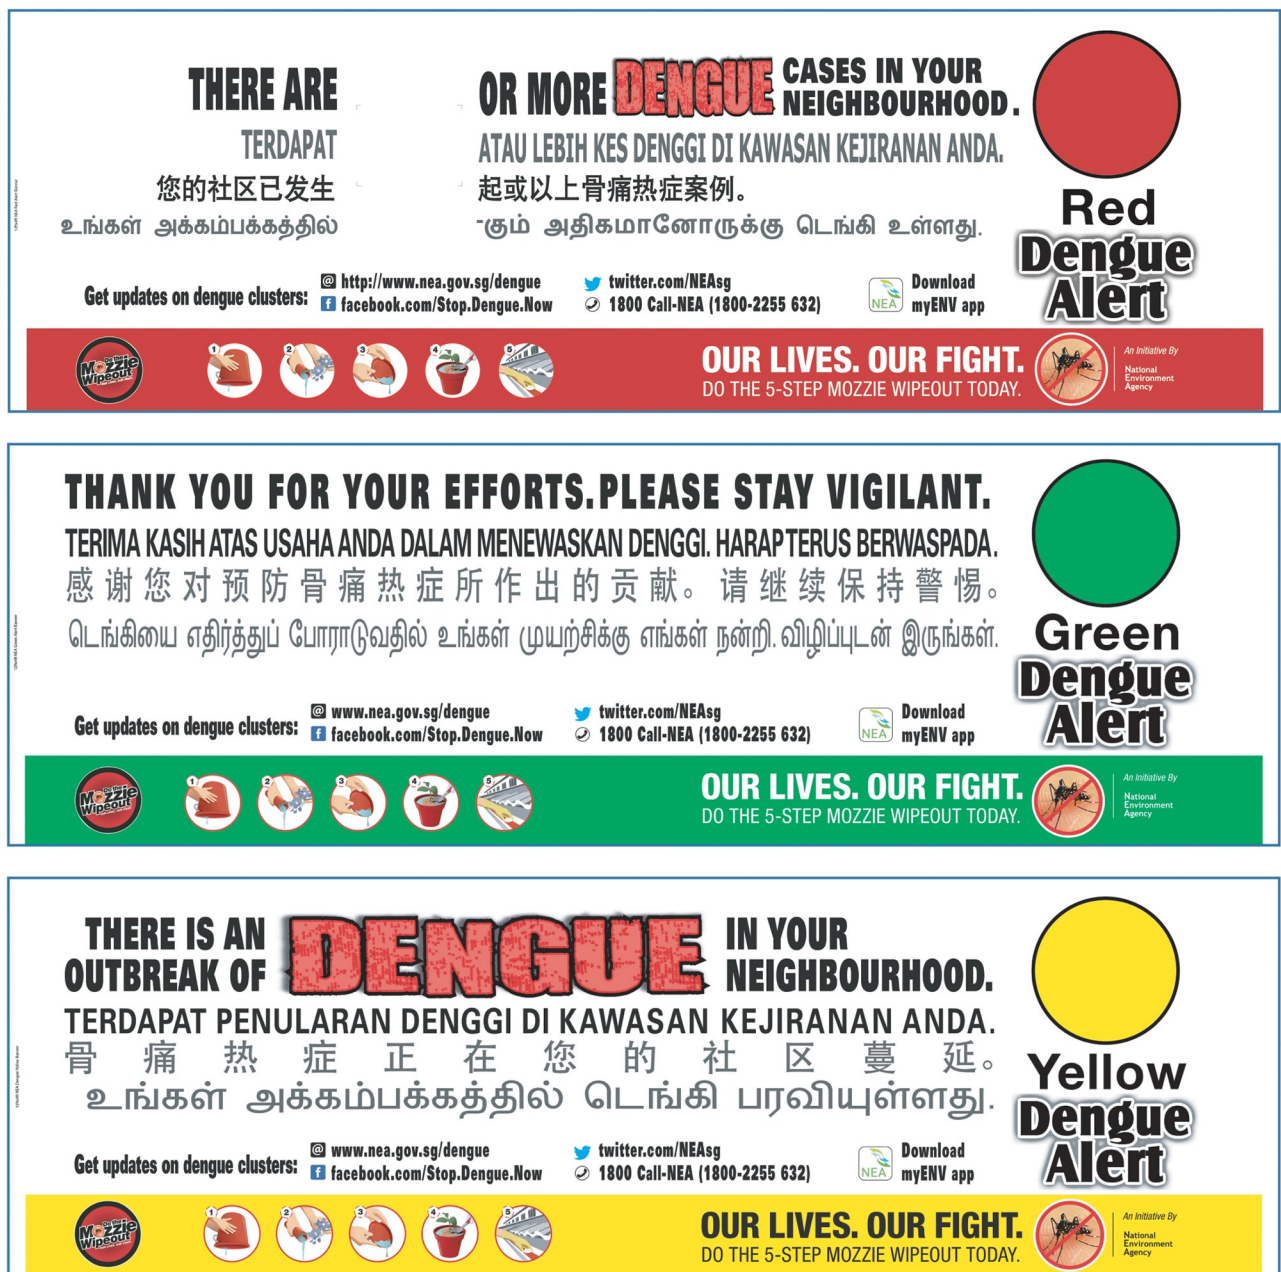 THERE ARE OR MORE DENGUE CASES IN YOUR NEIGHBOURHOOD.
TERDAPAT ATAU LEBIH KES DENGGI DI KAWASAN KEJIRANAN ANDA.
您的社区已发生 起或以上骨痛热症案例。
உங்கள் அக்கம்பக்கத்தில் -கும் அதிகமானோருக்கு டெங்கி உள்ளது.
Red
Dengue
Alert
Get updates on dengue clusters:
http://www.nea.gov.sg/dengue
facebook.com/Stop.Dengue.Now
twitter.com/NEAsg
1800 Call-NEA (1800-2255 632)
NEA
Download
myENV app
Do the
Mozzie
Wipeout
1 2 3 4 5
OUR LIVES. OUR FIGHT.
DO THE 5-STEP MOZZIE WIPEOUT TODAY.
An Initiative By
National
Environment
Agency
THANK YOU FOR YOUR EFFORTS. PLEASE STAY VIGILANT.
TERIMA KASIH ATAS USAHA ANDA DALAM MENEWASKAN DENGGI. HARAP TERUS BERWASPADA.
感谢您对预防骨痛热症所作出的贡献。请继续保持警惕。
டெங்கியை எதிர்த்துப் போராடுவதில் உங்கள் முயற்சிக்கு எங்கள் நன்றி. விழிப்புடன் இருங்கள்.
Green
Dengue
Alert
Get updates on dengue clusters:
www.nea.gov.sg/dengue
facebook.com/Stop.Dengue.Now
twitter.com/NEAsg
1800 Call-NEA (1800-2255 632)
NEA
Download
myENV app
Do the
Mozzie
Wipeout
1 2 3 4 5
OUR LIVES. OUR FIGHT.
DO THE 5-STEP MOZZIE WIPEOUT TODAY.
An Initiative By
National
Environment
Agency
THERE IS AN
OUTBREAK OF DENGUE IN YOUR
NEIGHBOURHOOD.
TERDAPAT PENULARAN DENGGI DI KAWASAN KEJIRANAN ANDA.
骨痛热症正在您的社区蔓延。
உங்கள் அக்கம்பக்கத்தில் டெங்கி பரவியுள்ளது.
Yellow
Dengue
Alert
Get updates on dengue clusters:
www.nea.gov.sg/dengue
facebook.com/Stop.Dengue.Now
twitter.com/NEAsg
1800 Call-NEA (1800-2255 632)
NEA
Download
myENV app
Do the
Mozzie
Wipeout
1 2 3 4 5
OUR LIVES. OUR FIGHT.
DO THE 5-STEP MOZZIE WIPEOUT TODAY.
An Initiative By
National
Environment
Agency